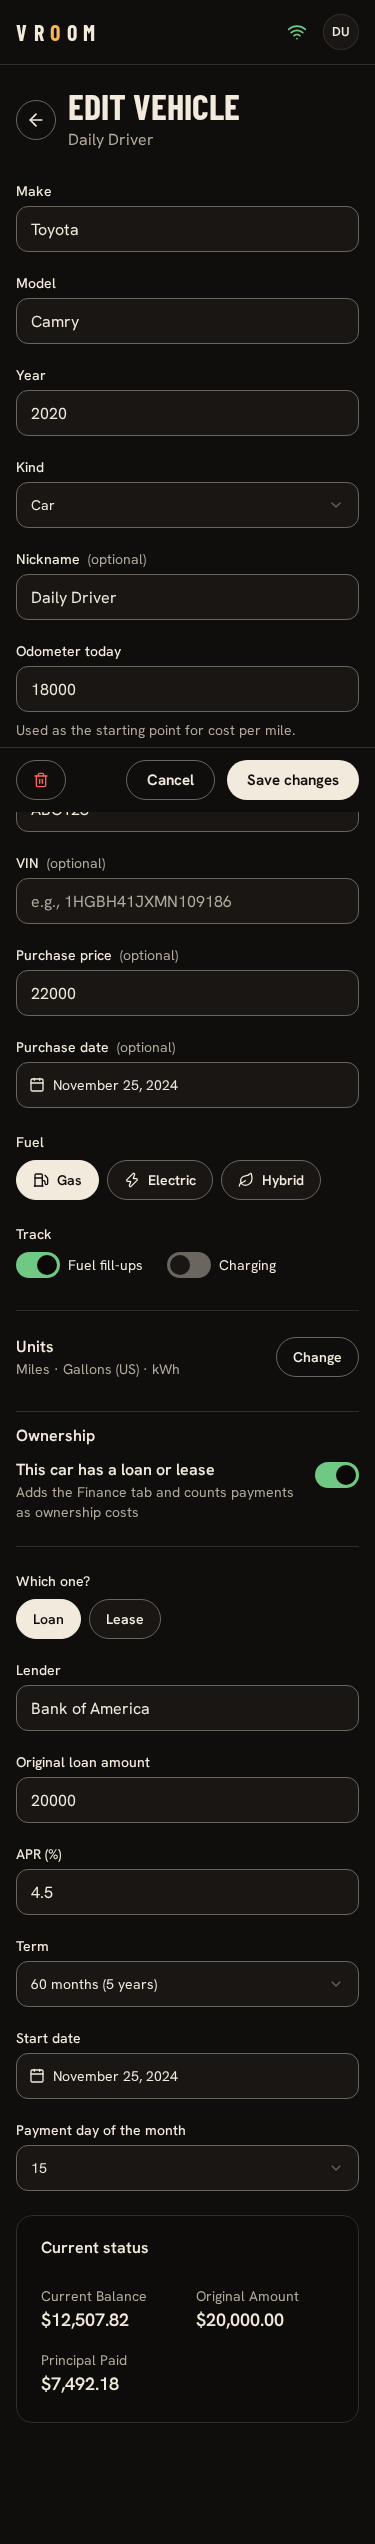 VROOM
DU
EDIT VEHICLE
Daily Driver
Make
Toyota
Model
Camry
Year
2020
Kind
Car
Nickname (optional)
Daily Driver
Odometer today
18000
Used as the starting point for cost per mile.
Cancel
Save changes
VIN (optional)
e.g., 1HGBH41JXMN109186
Purchase price (optional)
22000
Purchase date (optional)
November 25, 2024
Fuel
Gas
Electric
Hybrid
Track
Fuel fill-ups
Charging
Units
Miles · Gallons (US) · kWh
Change
Ownership
This car has a loan or lease
Adds the Finance tab and counts payments
as ownership costs
Which one?
Loan
Lease
Lender
Bank of America
Original loan amount
20000
APR (%)
4.5
Term
60 months (5 years)
Start date
November 25, 2024
Payment day of the month
15
Current status
Current Balance
Original Amount
$12,507.82
$20,000.00
Principal Paid
$7,492.18